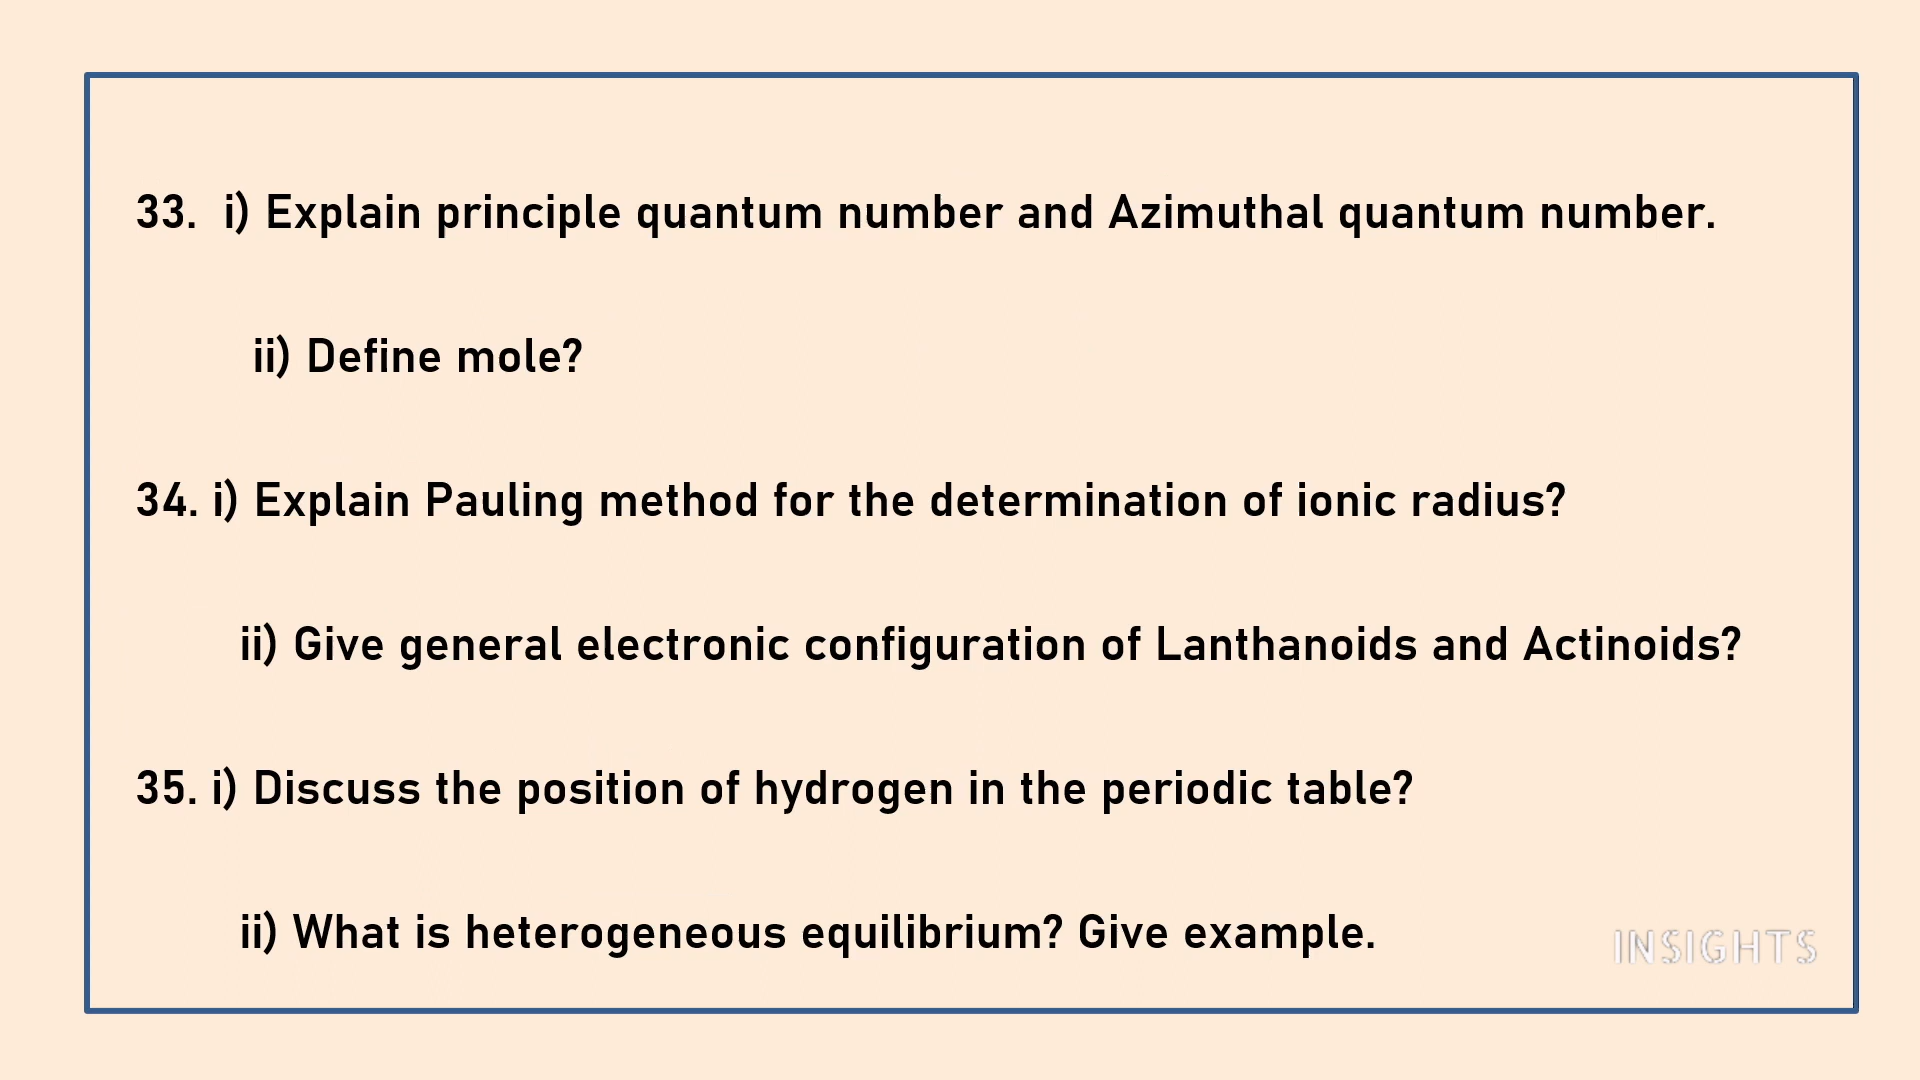 33. i) Explain principle quantum number and Azimuthal quantum number.
ii) Define mole?
34. i) Explain Pauling method for the determination of ionic radius?
ii) Give general electronic configuration of Lanthanoids and Actinoids?
35. i) Discuss the position of hydrogen in the periodic table?
ii) What is heterogeneous equilibrium? Give example.
INSIGHTS